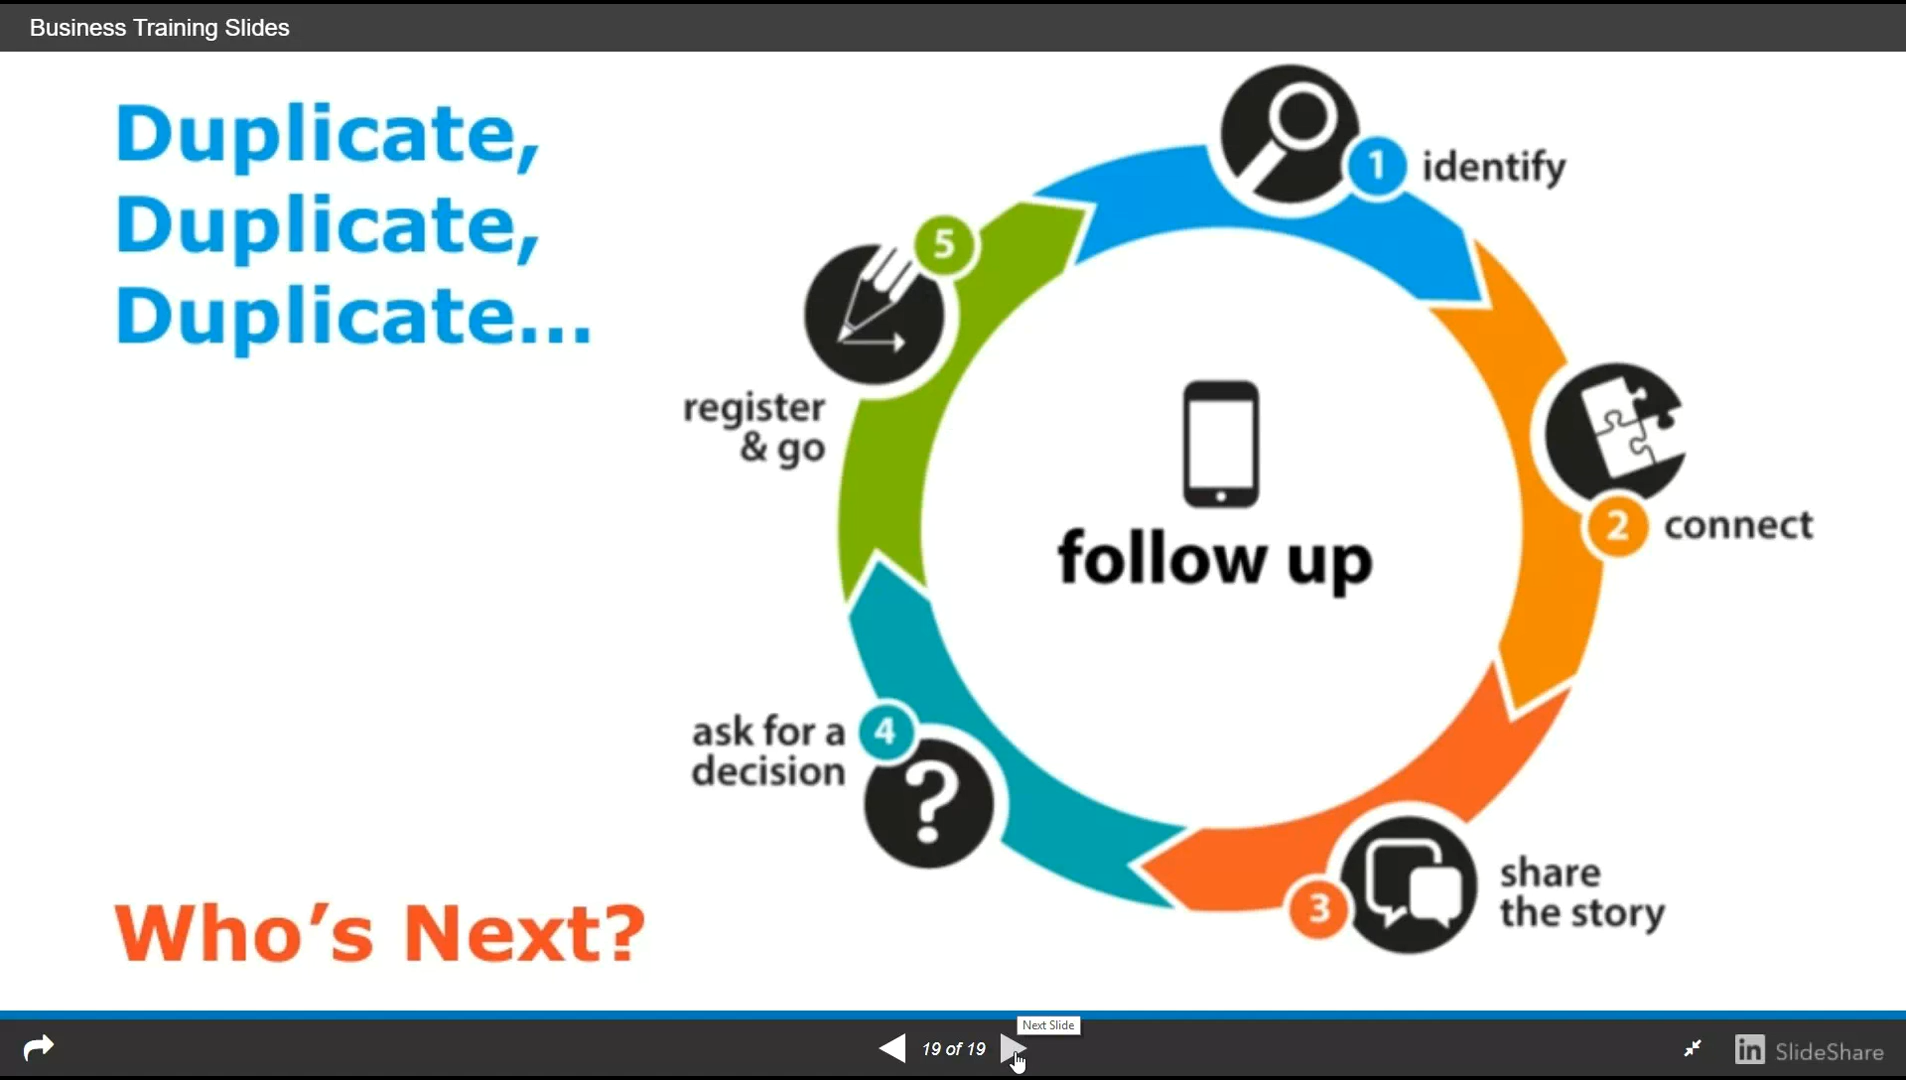 Business Training Slides
Duplicate,
Duplicate,
Duplicate...
1 identify
5
register
& go
2 connect
follow up
ask for a
decision
4
?
3
share
the story
Who's Next?
Next Slide
19 of 19
in SlideShare